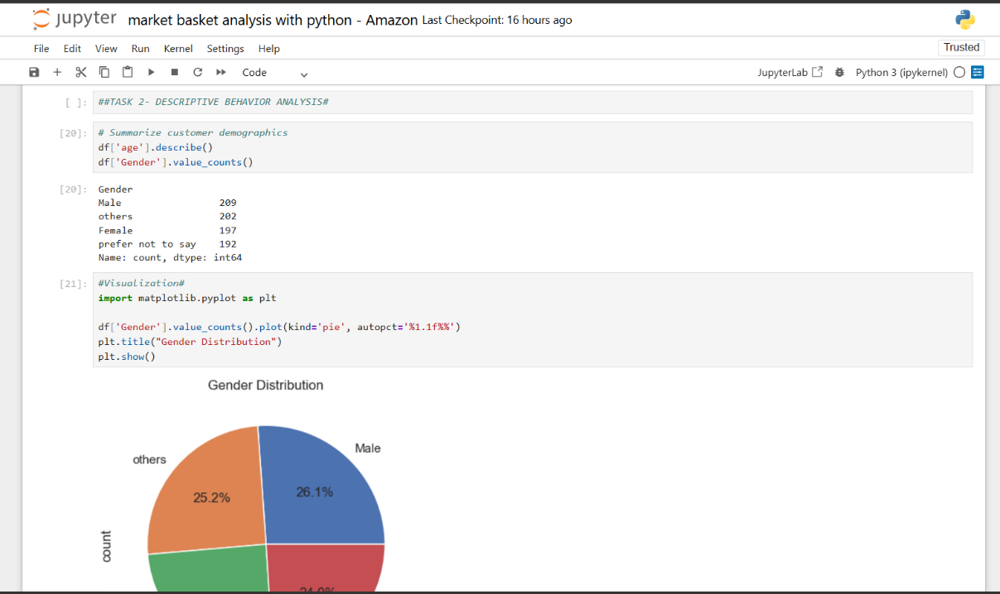 jupyter market basket analysis with python - Amazon Last Checkpoint: 16 hours ago
File Edit View Run Kernel Settings Help
Trusted
Code
JupyterLab Python 3 (ipykernel)
[ ]: ##TASK 2- DESCRIPTIVE BEHAVIOR ANALYSIS#
[20]: # Summarize customer demographics
df['age'].describe()
df['Gender'].value_counts()
[20]: Gender
Male 209
others 202
Female 197
prefer not to say 192
Name: count, dtype: int64
[21]: #Visualization#
import matplotlib.pyplot as plt
df['Gender'].value_counts().plot(kind='pie', autopct='%1.1f%%')
plt.title("Gender Distribution")
plt.show()
Gender Distribution
Male
others
26.1%
25.2%
count